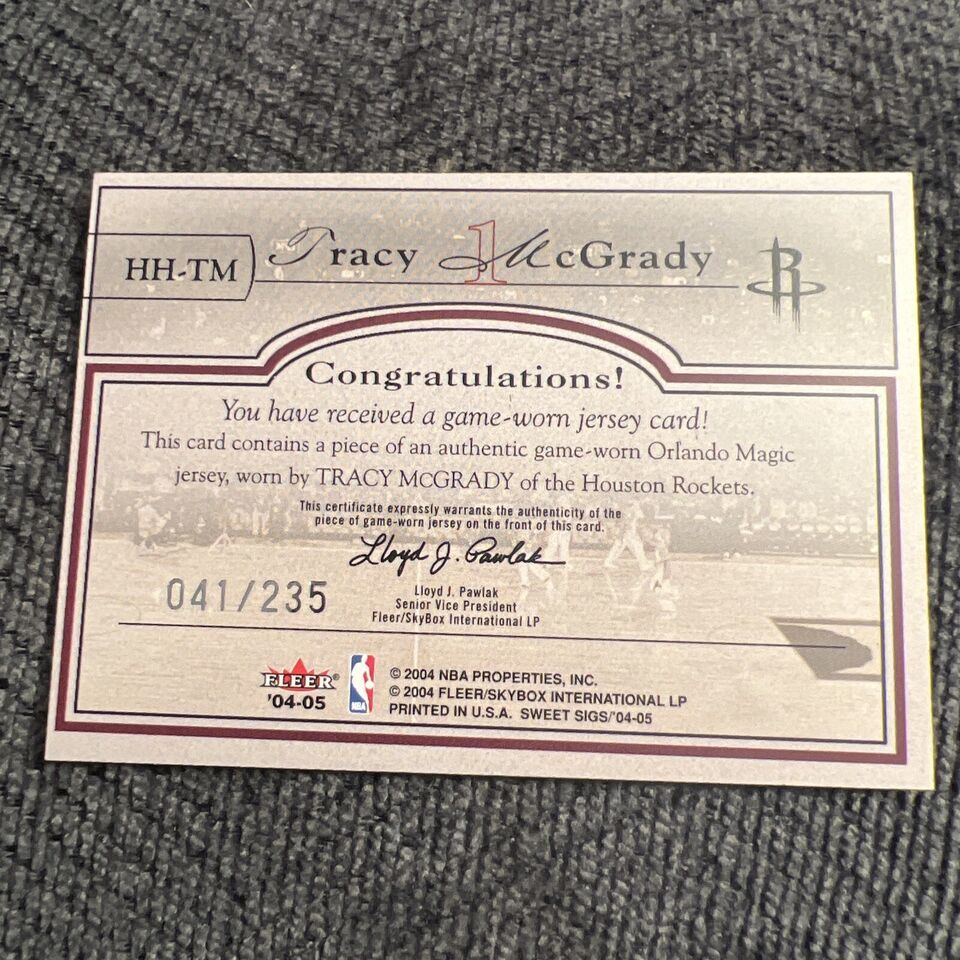 HH-TM
Tracy 1 McGrady
R
Congratulations!
You have received a game-worn jersey card!
This card contains a piece of an authentic game-worn Orlando Magic
jersey, worn by TRACY MCGRADY of the Houston Rockets.
This certificate expressly warrants the authenticity of the
piece of game-worn jersey on the front of this card.
Lloyd J. Pawlak
041/235
Lloyd J. Pawlak
Senior Vice President
Fleer/SkyBox International LP
FLEER®
'04-05
NBA
© 2004 NBA PROPERTIES, INC.
© 2004 FLEER/SKYBOX INTERNATIONAL LP
PRINTED IN U.S.A. SWEET SIGS/'04-05